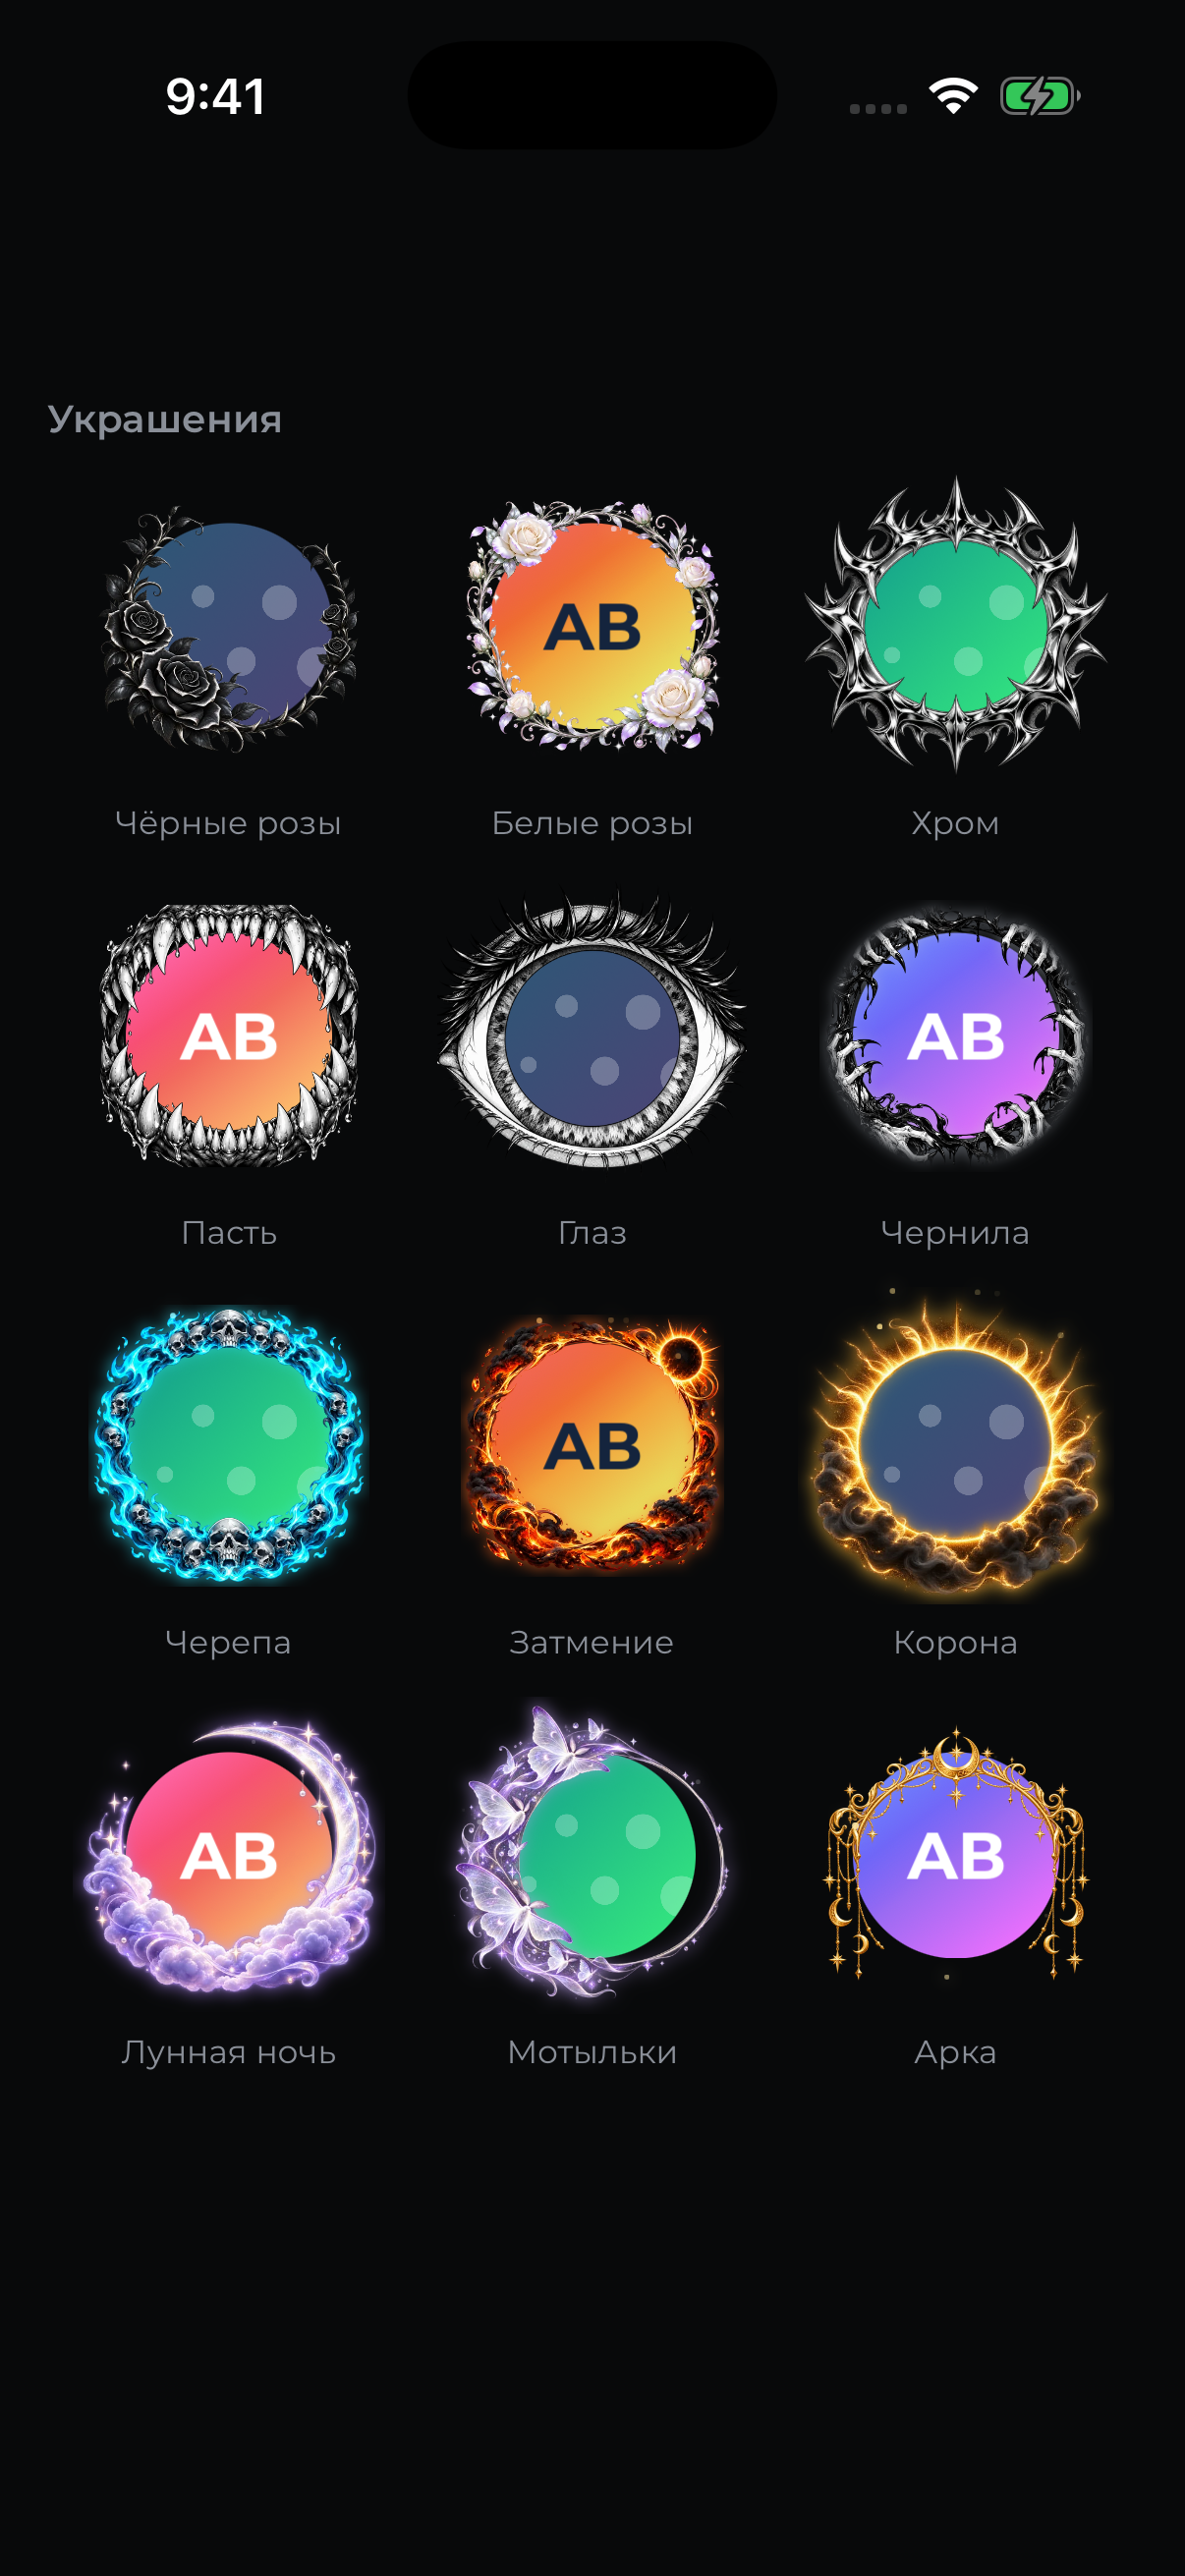 9:41
Украшения
AB
Чёрные розы
Белые розы
Хром
AB
AB
Пасть
Глаз
Чернила
AB
Черепа
Затмение
Корона
AB
AB
Лунная ночь
Мотыльки
Арка